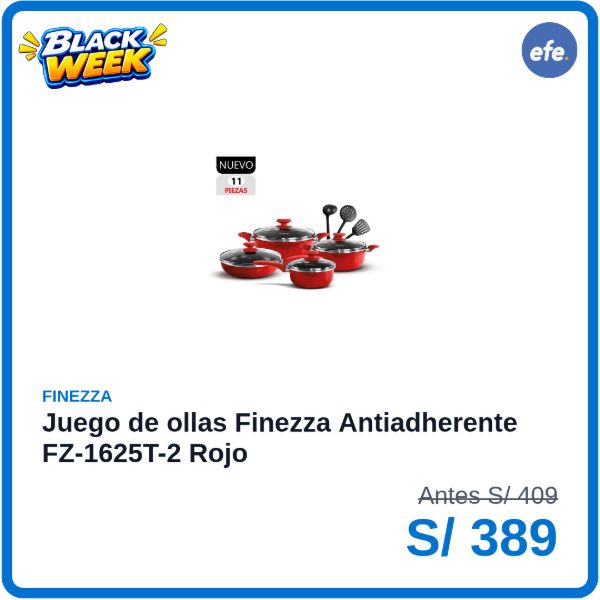 BLACK
WEEK
efe.
NUEVO
11
PIEZAS
FINEZZA
Juego de ollas Finezza Antiadherente
FZ-1625T-2 Rojo
Antes S/ 409
S/ 389